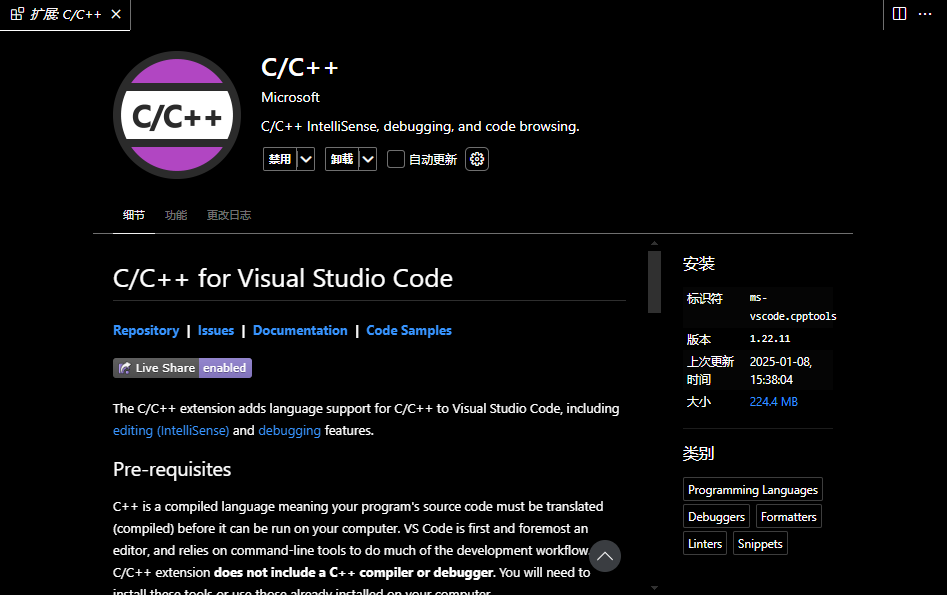 扩展: C/C++
C/C++
C/C++
Microsoft
C/C++ IntelliSense, debugging, and code browsing.
禁用 卸载 自动更新
细节 功能 更改日志
C/C++ for Visual Studio Code
Repository | Issues | Documentation | Code Samples
Live Share enabled
The C/C++ extension adds language support for C/C++ to Visual Studio Code, including
editing (IntelliSense) and debugging features.
Pre-requisites
C++ is a compiled language meaning your program's source code must be translated
(compiled) before it can be run on your computer. VS Code is first and foremost an
editor, and relies on command-line tools to do much of the development workflow.
C/C++ extension does not include a C++ compiler or debugger. You will need to
install these tools or use those already installed on your computer.
安装
标识符 ms-
vscode.cpptools
版本 1.22.11
上次更新 2025-01-08,
时间 15:38:04
大小 224.4 MB
类别
Programming Languages
Debuggers Formatters
Linters Snippets